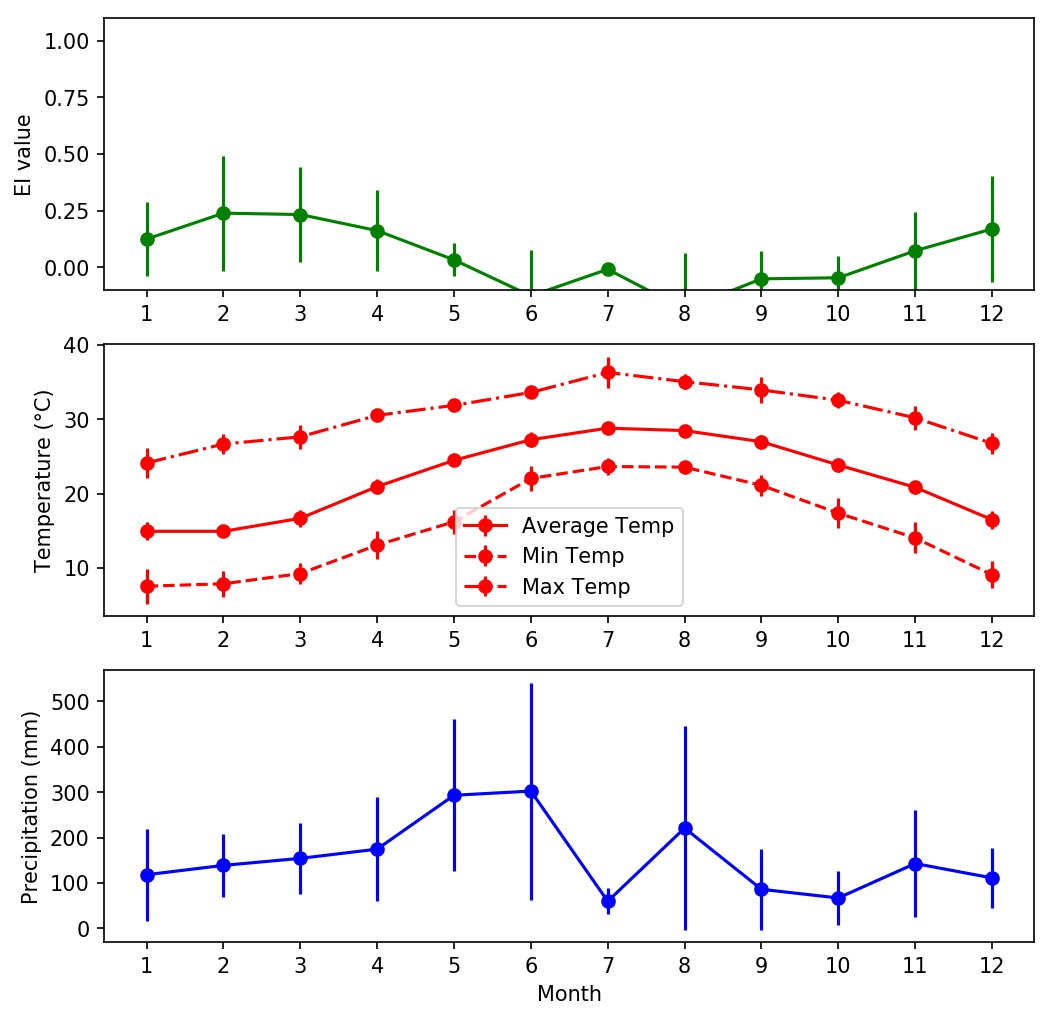 1.00
0.75
0.50
0.25
0.00
EI value
1 2 3 4 5 6 7 8 9 10 11 12
40
30
20
10
Temperature (°C)
Average Temp
Min Temp
Max Temp
1 2 3 4 5 6 7 8 9 10 11 12
500
400
300
200
100
0
Precipitation (mm)
1 2 3 4 5 6 7 8 9 10 11 12
Month